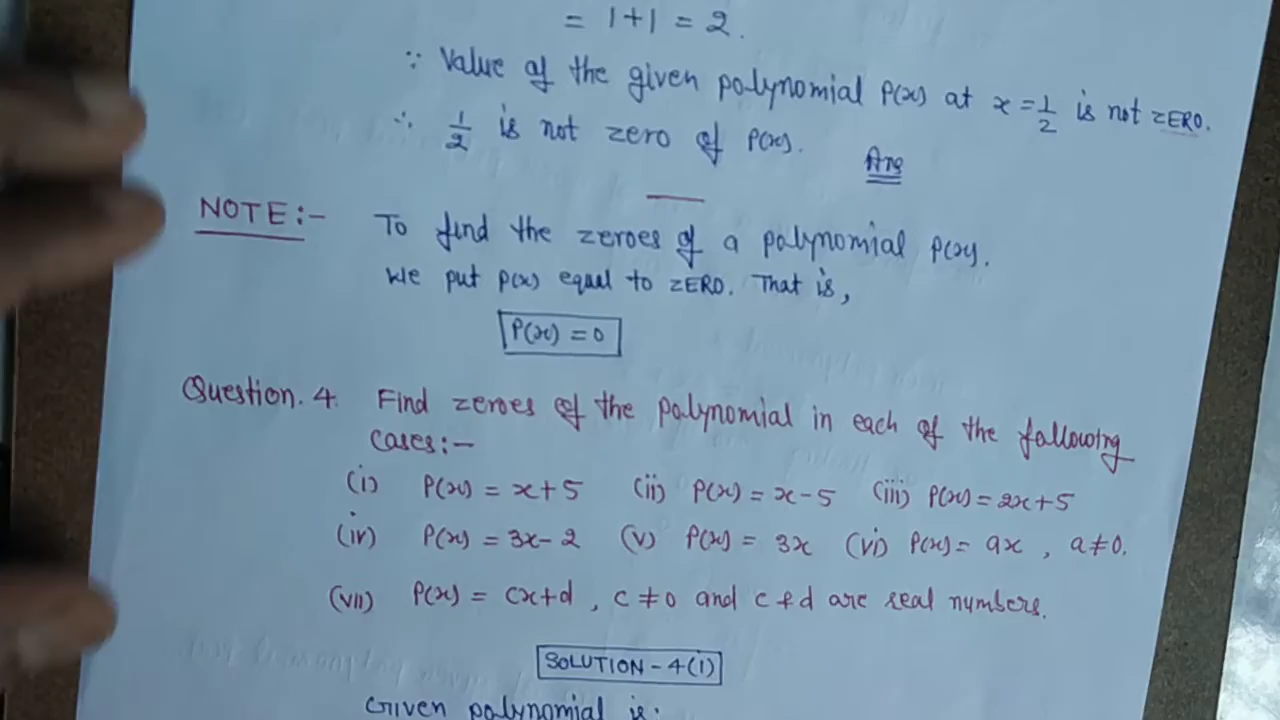 = 1+1 = 2.
∵ Value of the given polynomial P(x) at x = 1/2 is not ZERO.
∴ 1/2 is not zero of P(x). Ans
NOTE:- To find the zeroes of a polynomial P(x).
We put P(x) equal to ZERO. That is,
P(x) = 0
Question. 4. Find zeroes of the polynomial in each of the following
cases:-
(i) P(x) = x+5 (ii) P(x) = x-5 (iii) P(x) = 2x+5
(iv) P(x) = 3x-2 (v) P(x) = 3x (vi) P(x) = ax , a≠0.
(vii) P(x) = cx+d , c ≠0 and c & d are real numbers.
SOLUTION-4(i)
Given polynomial is: